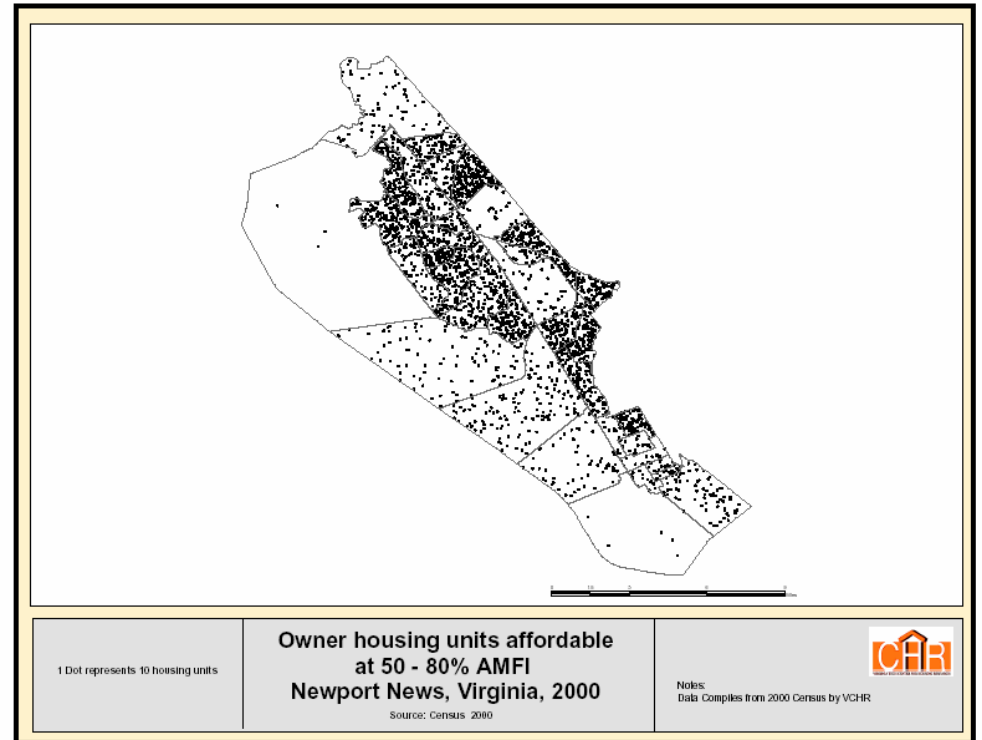 1 Dot represents 10 housing units
Owner housing units affordable
at 50 - 80% AMFI
Newport News, Virginia, 2000
Source: Census 2000
CHR
Notes:
Data Compiles from 2000 Census by VCHR